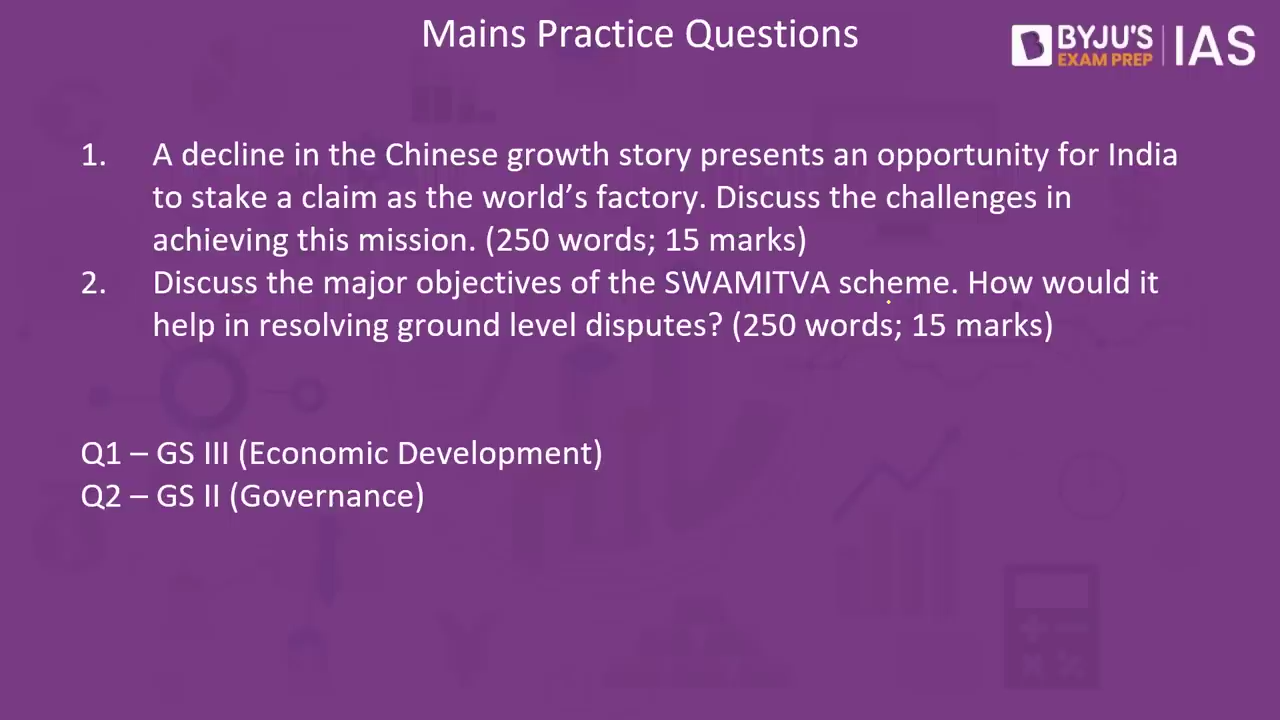 Mains Practice Questions
BYJU'S
EXAM PREP
IAS
1. A decline in the Chinese growth story presents an opportunity for India
to stake a claim as the world’s factory. Discuss the challenges in
achieving this mission. (250 words; 15 marks)
2. Discuss the major objectives of the SWAMITVA scheme. How would it
help in resolving ground level disputes? (250 words; 15 marks)
Q1 – GS III (Economic Development)
Q2 – GS II (Governance)